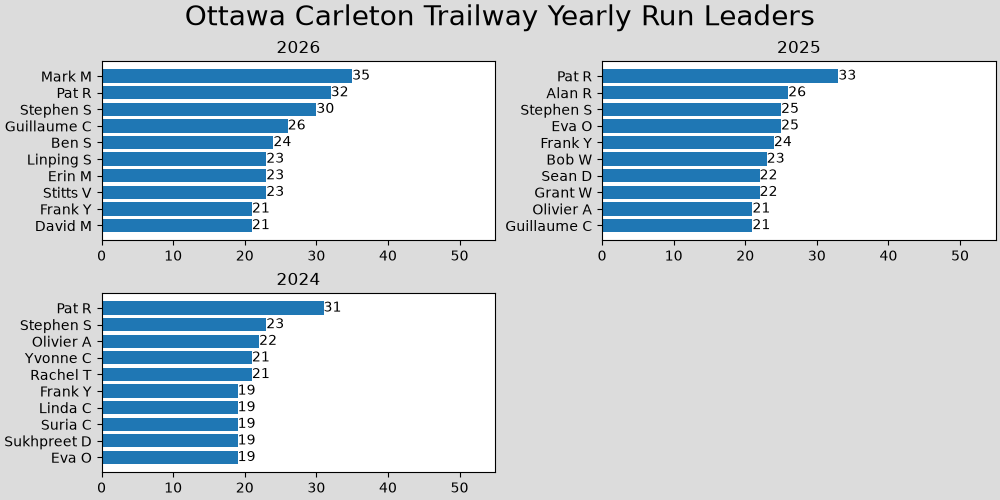 Ottawa Carleton Trailway Yearly Run Leaders
2026
Mark M 35
Pat R 32
Stephen S 30
Guillaume C 26
Ben S 24
Linping S 23
Erin M 23
Stitts V 23
Frank Y 21
David M 21
0 10 20 30 40 50
2025
Pat R 33
Alan R 26
Stephen S 25
Eva O 25
Frank Y 24
Bob W 23
Sean D 22
Grant W 22
Olivier A 21
Guillaume C 21
0 10 20 30 40 50
2024
Pat R 31
Stephen S 23
Olivier A 22
Yvonne C 21
Rachel T 21
Frank Y 19
Linda C 19
Suria C 19
Sukhpreet D 19
Eva O 19
0 10 20 30 40 50